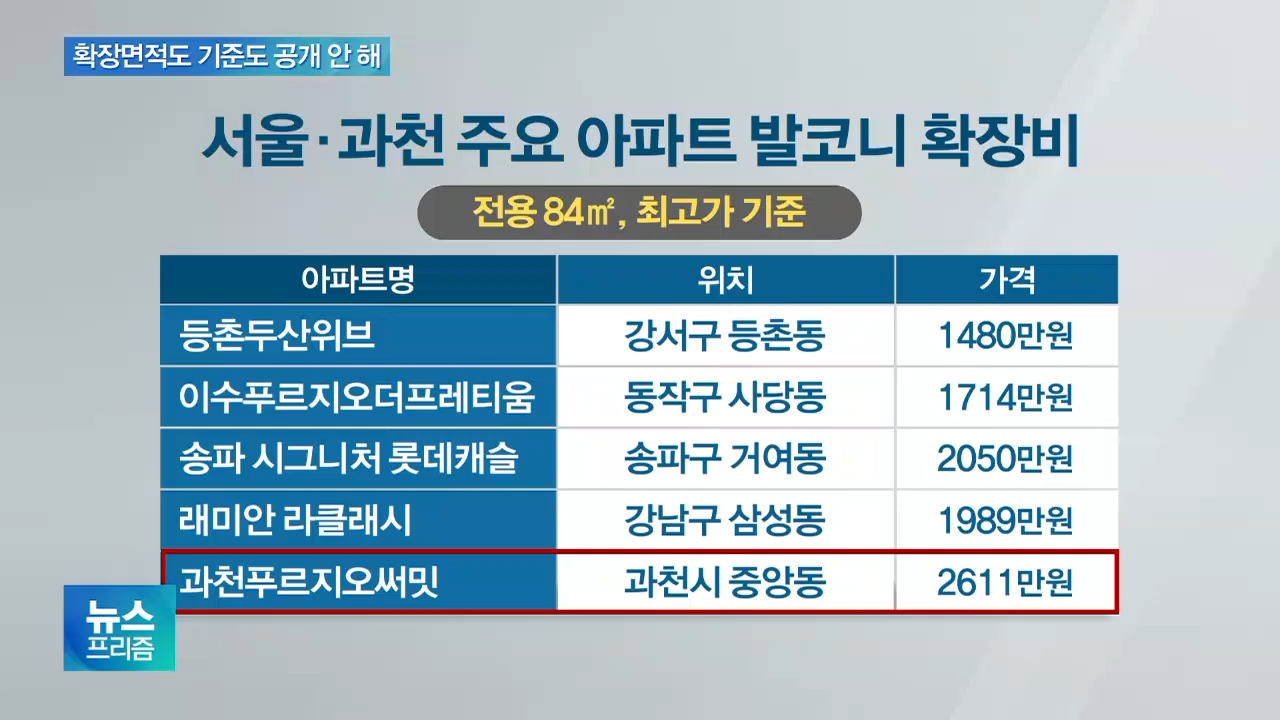 확장면적도 기준도 공개 안 해
서울·과천 주요 아파트 발코니 확장비
전용 84㎡, 최고가 기준
아파트명 위치 가격
등촌두산위브 강서구 등촌동 1480만원
이수푸르지오더프레티움 동작구 사당동 1714만원
송파 시그니처 롯데캐슬 송파구 거여동 2050만원
래미안 라클래시 강남구 삼성동 1989만원
과천푸르지오써밋 과천시 중앙동 2611만원
뉴스
프리즘